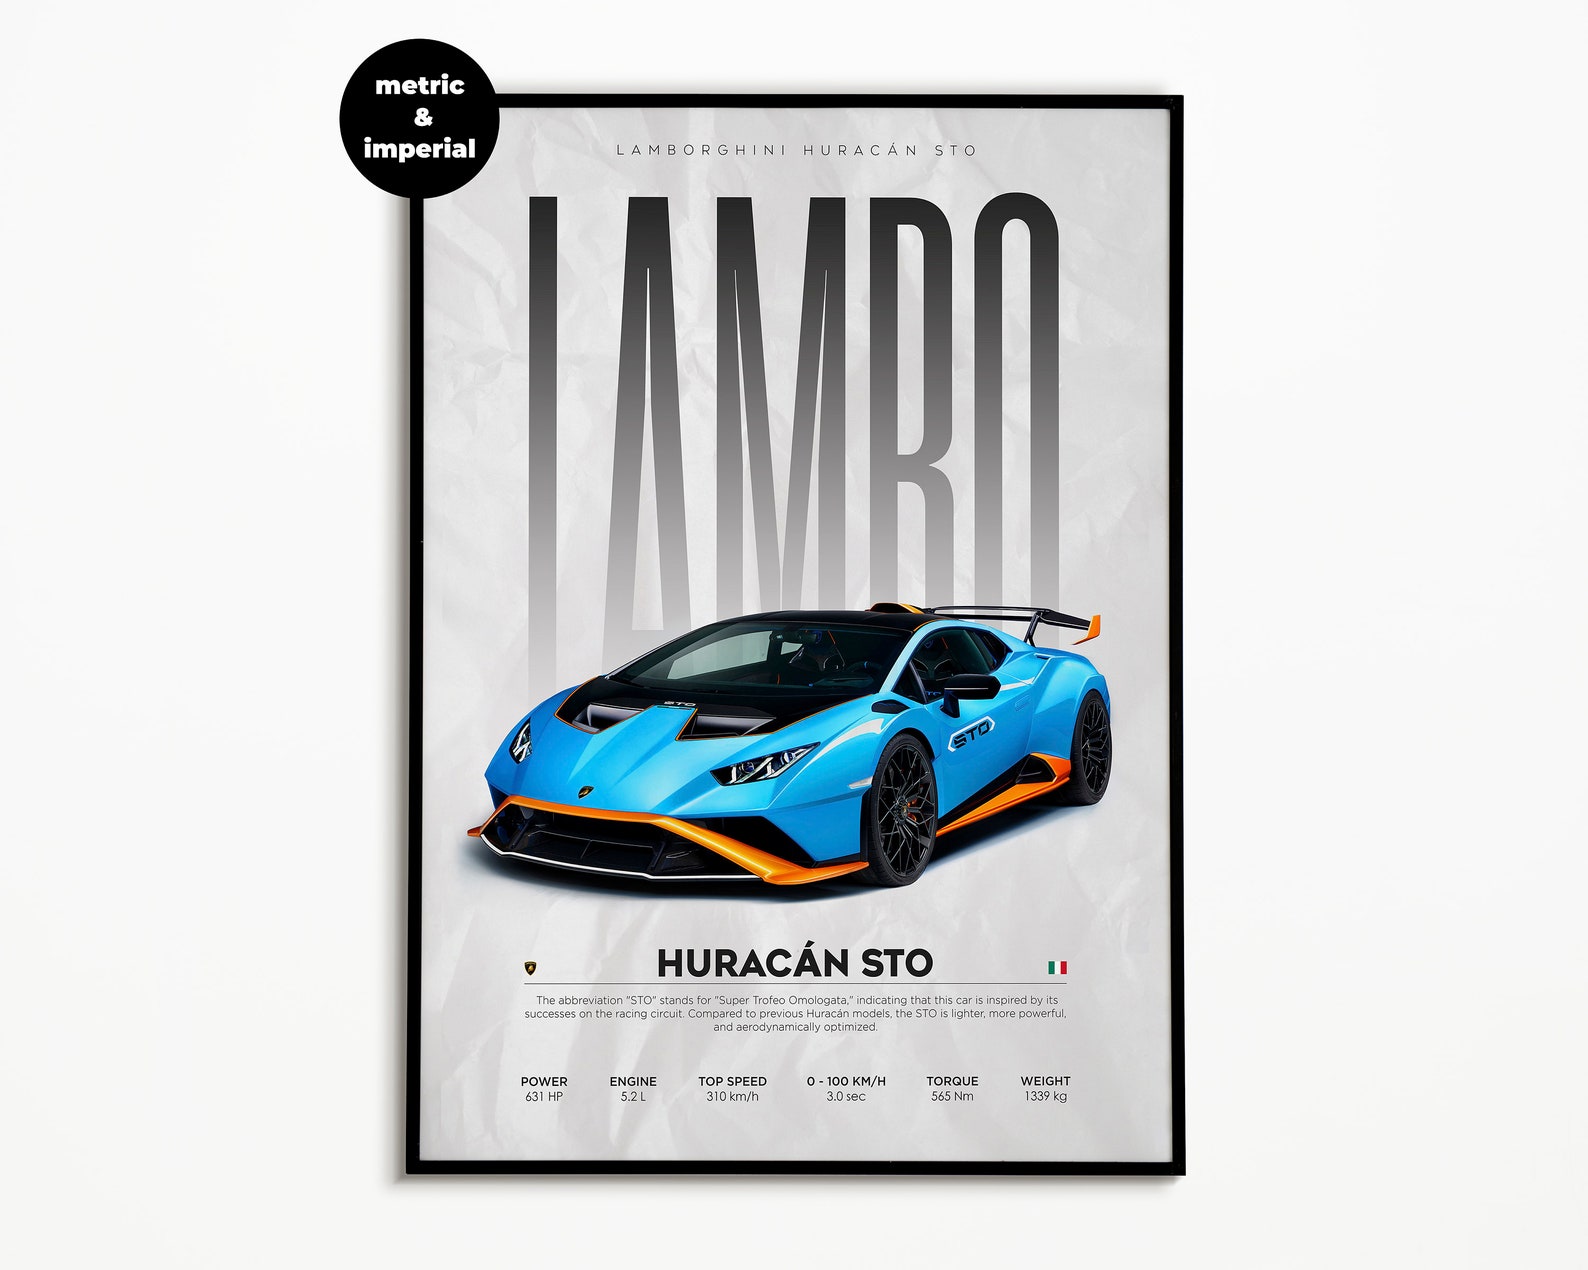 metric
&
imperial
LAMBORGHINI HURACÁN STO
LAMBO
STO
STO
HURACÁN STO
The abbreviation "STO" stands for "Super Trofeo Omologata," indicating that this car is inspired by its
successes on the racing circuit. Compared to previous Huracán models, the STO is lighter, more powerful,
and aerodynamically optimized.
POWER ENGINE TOP SPEED 0 - 100 KM/H TORQUE WEIGHT
631 HP 5.2 L 310 km/h 3.0 sec 565 Nm 1339 kg